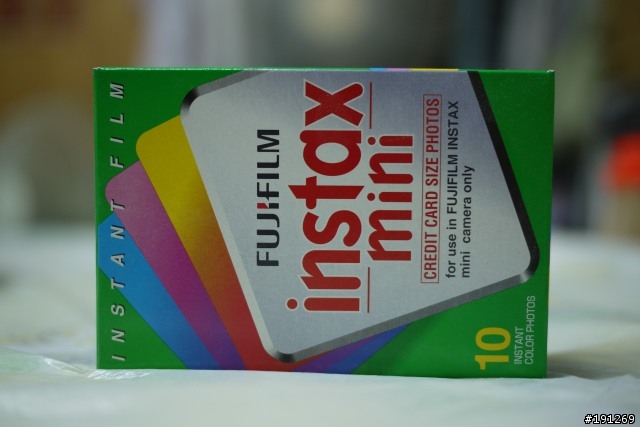 INSTANT FILM
FUJIFILM
instax
mini
CREDIT CARD SIZE PHOTOS
for use in FUJIFILM INSTAX
mini camera only
10
INSTANT
COLOR PHOTOS
#191269